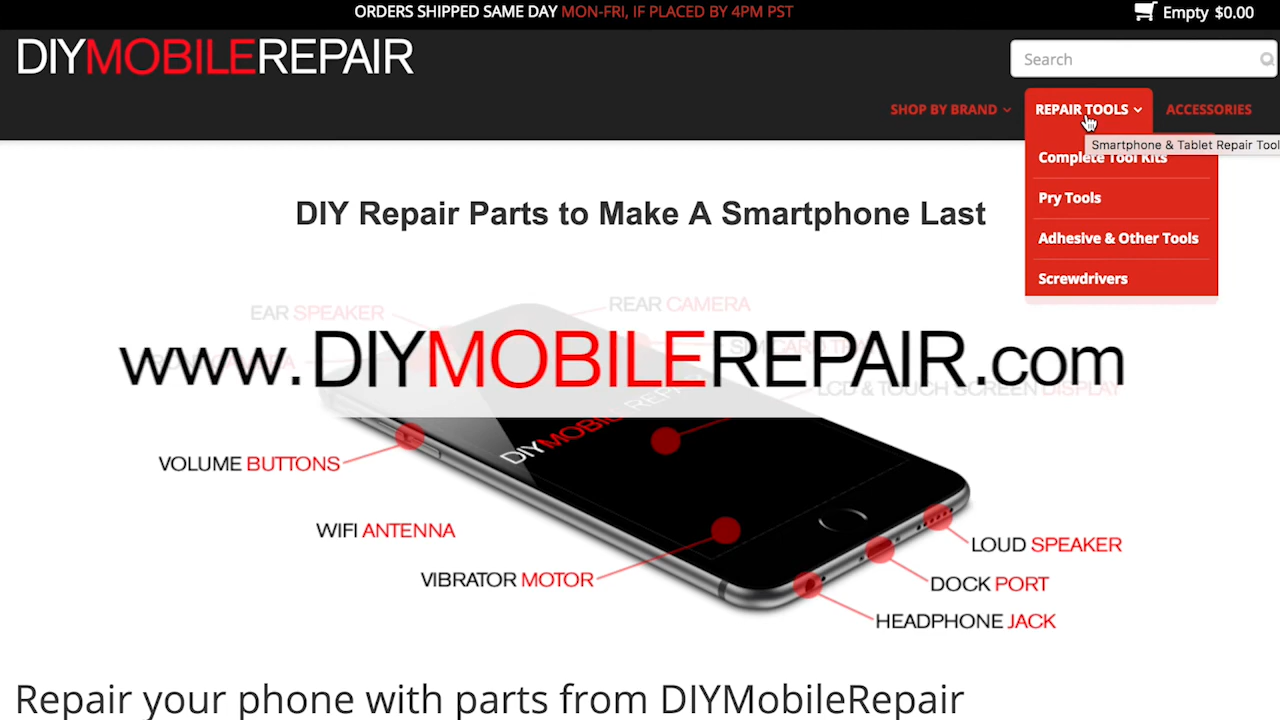 ORDERS SHIPPED SAME DAY MON-FRI, IF PLACED BY 4PM PST
Empty $0.00
DIYMOBILEREPAIR
Search
SHOP BY BRAND
REPAIR TOOLS
ACCESSORIES
Smartphone & Tablet Repair Tool
Complete Tool Kits
Pry Tools
Adhesive & Other Tools
Screwdrivers
DIY Repair Parts to Make A Smartphone Last
EAR SPEAKER
REAR CAMERA
www.DIYMOBILEREPAIR.com
LCD & TOUCH SCREEN DISPLAY
DIYMOBILE REPAIR
VOLUME BUTTONS
WIFI ANTENNA
VIBRATOR MOTOR
LOUD SPEAKER
DOCK PORT
HEADPHONE JACK
Repair your phone with parts from DIYMobileRepair